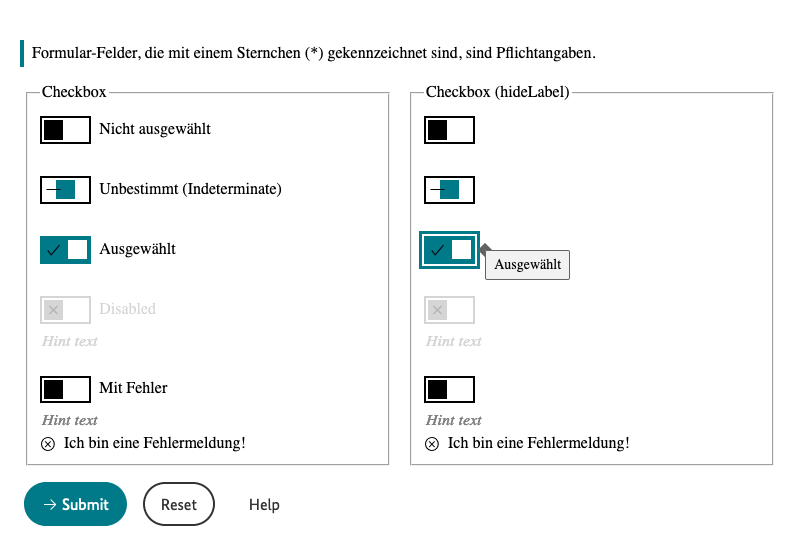 Formular-Felder, die mit einem Sternchen (*) gekennzeichnet sind, sind Pflichtangaben.
Checkbox
Nicht ausgewählt
Unbestimmt (Indeterminate)
Ausgewählt
Disabled
Hint text
Mit Fehler
Hint text
Ich bin eine Fehlermeldung!
Checkbox (hideLabel)
Ausgewählt
Hint text
Hint text
Ich bin eine Fehlermeldung!
Submit
Reset
Help